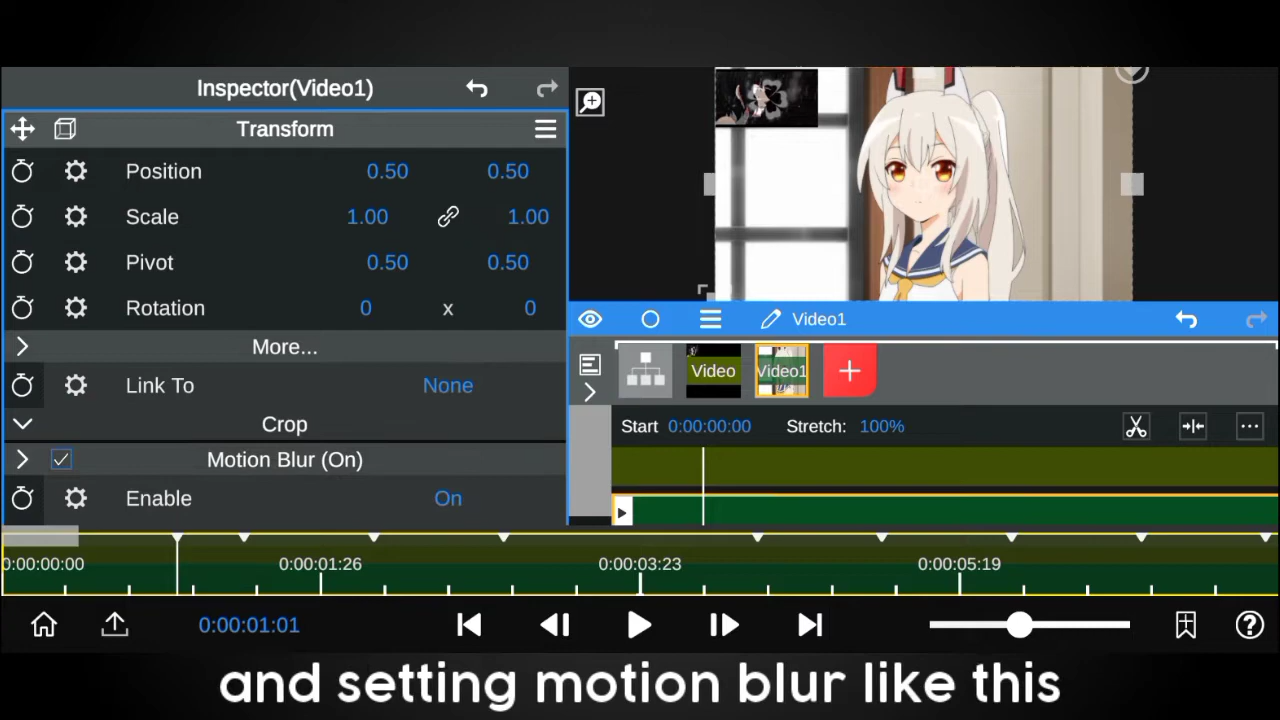 Inspector(Video1)
Transform
Position 0.50 0.50
Scale 1.00 1.00
Pivot 0.50 0.50
Rotation 0 x 0
More...
Link To None
Crop
Motion Blur (On)
Enable On
Video1
Video Video1
Start 0:00:00:00 Stretch: 100%
0:00:00:00 0:00:01:26 0:00:03:23 0:00:05:19
0:00:01:01
and setting motion blur like this